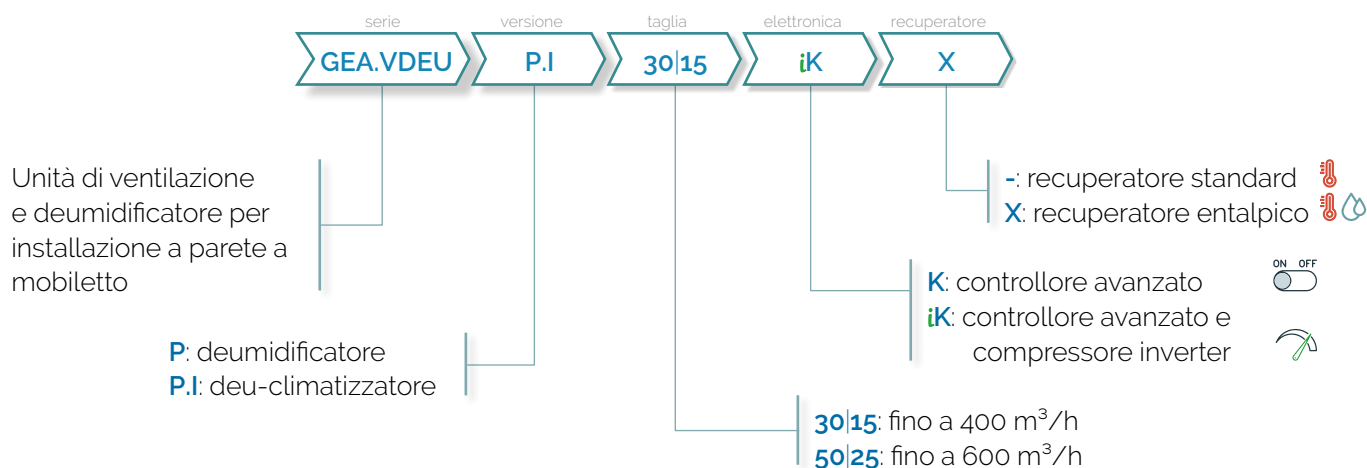 serie versione taglia elettronica recuperatore
GEA.VDEU P.I 30|15 iK X
Unità di ventilazione
e deumidificatore per
installazione a parete a
mobiletto
-: recuperatore standard
X: recuperatore entalpico
ON OFF
K: controllore avanzato
iK: controllore avanzato e
compressore inverter
P: deumidificatore
P.I: deu-climatizzatore
30|15: fino a 400 m³/h
50|25: fino a 600 m³/h